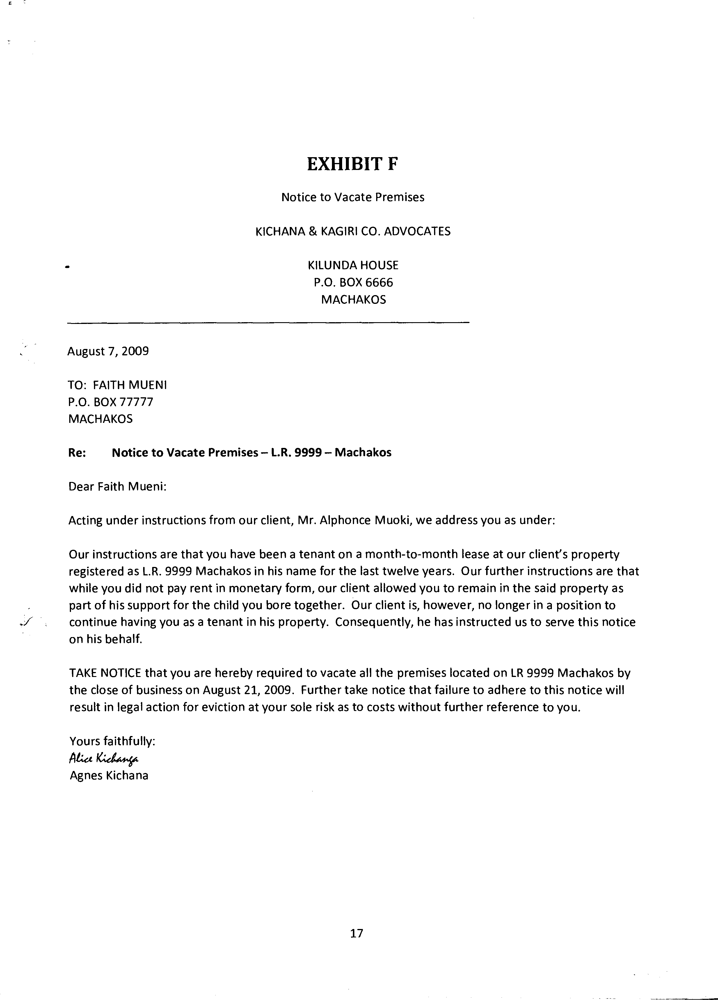 EXHIBIT F
Notice to Vacate Premises
KICHANA & KAGIRI CO. ADVOCATES
KILUNDA HOUSE
P.O. BOX 6666
MACHAKOS
August 7, 2009
TO: FAITH MUENI
P.O. BOX 77777
MACHAKOS
Re: Notice to Vacate Premises – L.R. 9999 – Machakos
Dear Faith Mueni:
Acting under instructions from our client, Mr. Alphonce Muoki, we address you as under:
Our instructions are that you have been a tenant on a month-to-month lease at our client's property
registered as L.R. 9999 Machakos in his name for the last twelve years. Our further instructions are that
while you did not pay rent in monetary form, our client allowed you to remain in the said property as
part of his support for the child you bore together. Our client is, however, no longer in a position to
continue having you as a tenant in his property. Consequently, he has instructed us to serve this notice
on his behalf.
TAKE NOTICE that you are hereby required to vacate all the premises located on LR 9999 Machakos by
the close of business on August 21, 2009. Further take notice that failure to adhere to this notice will
result in legal action for eviction at your sole risk as to costs without further reference to you.
Yours faithfully:
Alice Kichanga
Agnes Kichana
17